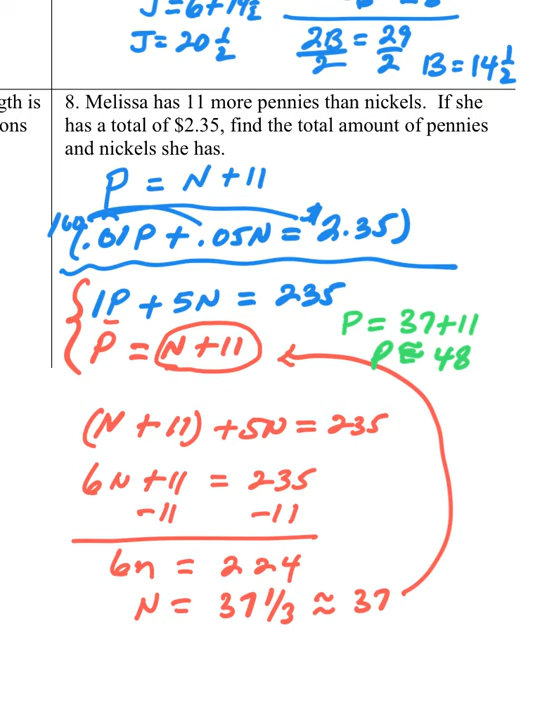 J = 6 + 14½
J = 20 ½
2B/2 = 29/2 B = 14½
gth is
ons
8. Melissa has 11 more pennies than nickels. If she
has a total of $2.35, find the total amount of pennies
and nickels she has.
P = N + 11
100(.01P + .05N = $2.35)
1P + 5N = 235
P = N + 11
P = 37 + 11
P ≈ 48
(N + 11) + 5N = 235
6N + 11 = 235
-11 -11
6n = 224
N = 37 1/3 ≈ 37